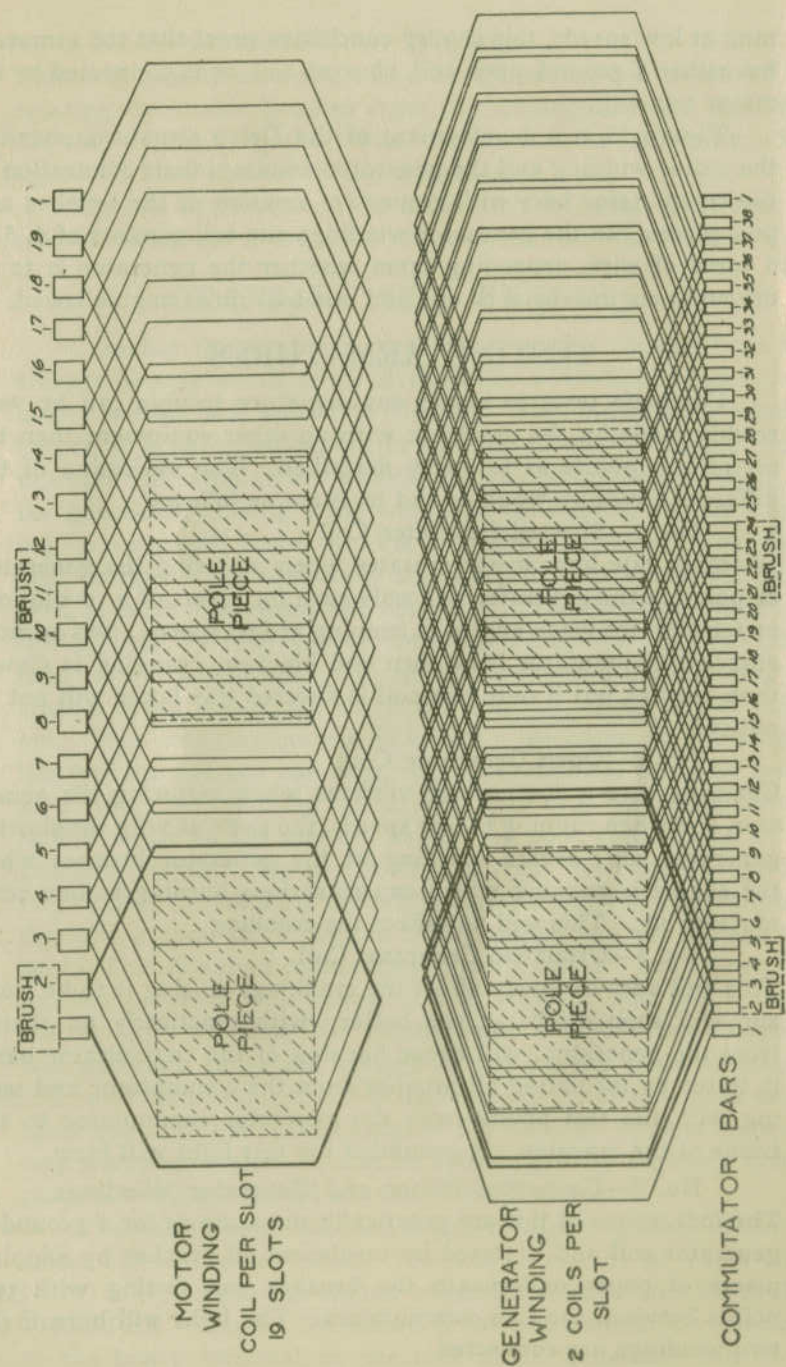 BRUSH
BRUSH
1 2 3 4 5 6 7 8 9 10 11 12 13 14 15 16 17 18 19 1
MOTOR
WINDING
COIL PER SLOT
19 SLOTS
POLE
PIECE
POLE
PIECE
GENERATOR
WINDING
2 COILS PER
SLOT
POLE
PIECE
POLE
PIECE
COMMUTATOR BARS
1 2 3 4 5 6 7 8 9 10 11 12 13 14 15 16 17 18 19 20 21 22 23 24 25 26 27 28 29 30 31 32 33 34 35 36 37 38 1
BRUSH
BRUSH